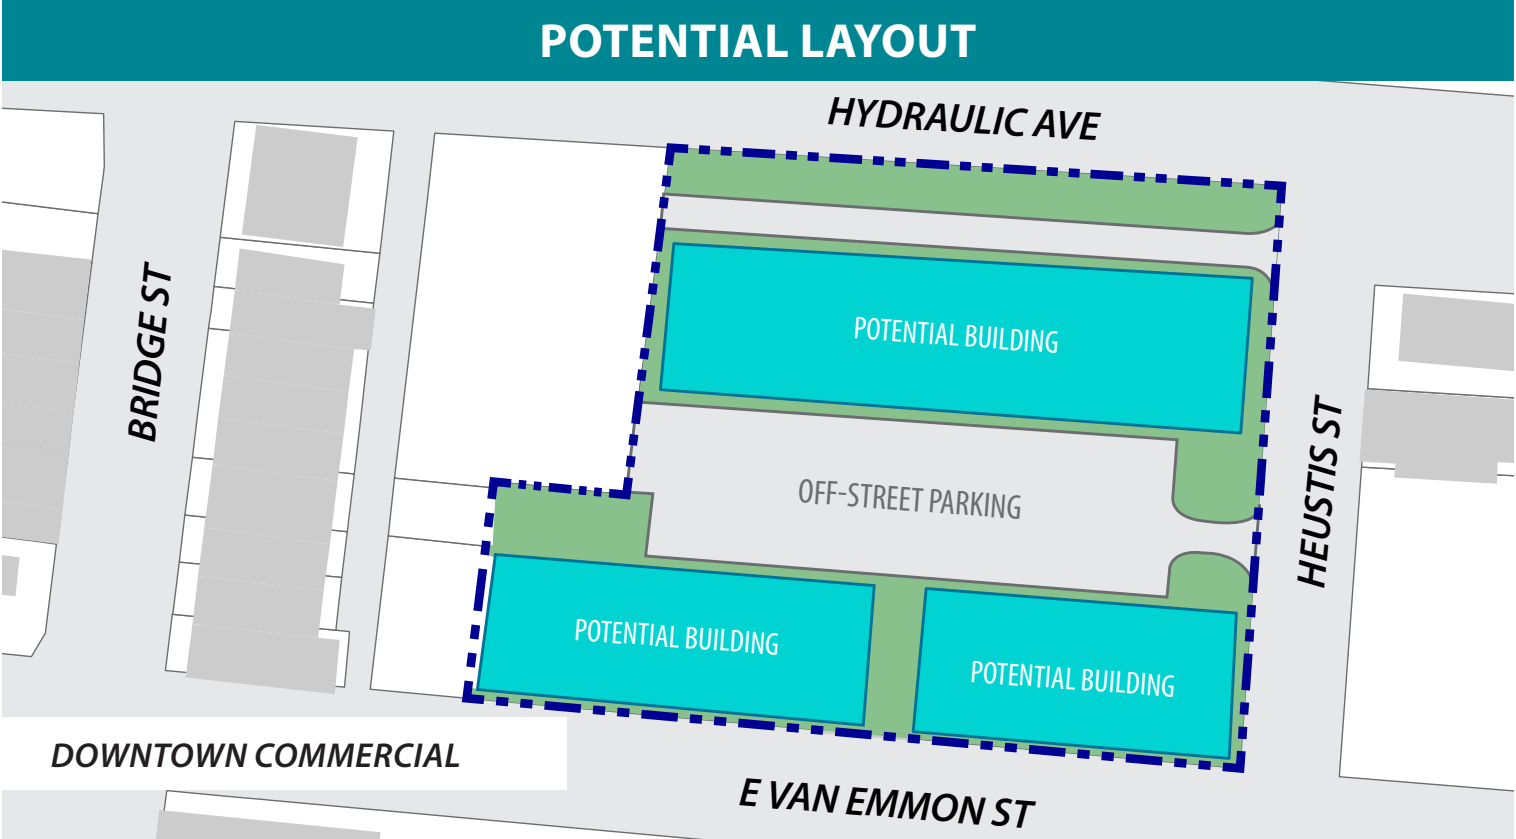 POTENTIAL LAYOUT
HYDRAULIC AVE
BRIDGE ST
POTENTIAL BUILDING
HEUSTIS ST
OFF-STREET PARKING
POTENTIAL BUILDING
POTENTIAL BUILDING
DOWNTOWN COMMERCIAL
E VAN EMMON ST